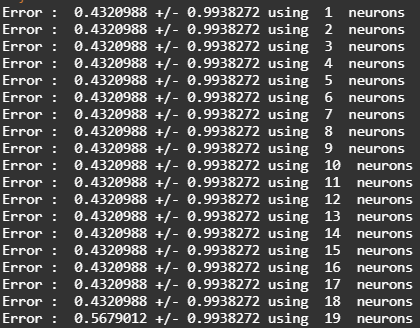 Error :  0.4320988 +/- 0.9938272 using  1  neurons
Error :  0.4320988 +/- 0.9938272 using  2  neurons
Error :  0.4320988 +/- 0.9938272 using  3  neurons
Error :  0.4320988 +/- 0.9938272 using  4  neurons
Error :  0.4320988 +/- 0.9938272 using  5  neurons
Error :  0.4320988 +/- 0.9938272 using  6  neurons
Error :  0.4320988 +/- 0.9938272 using  7  neurons
Error :  0.4320988 +/- 0.9938272 using  8  neurons
Error :  0.4320988 +/- 0.9938272 using  9  neurons
Error :  0.4320988 +/- 0.9938272 using  10  neurons
Error :  0.4320988 +/- 0.9938272 using  11  neurons
Error :  0.4320988 +/- 0.9938272 using  12  neurons
Error :  0.4320988 +/- 0.9938272 using  13  neurons
Error :  0.4320988 +/- 0.9938272 using  14  neurons
Error :  0.4320988 +/- 0.9938272 using  15  neurons
Error :  0.4320988 +/- 0.9938272 using  16  neurons
Error :  0.4320988 +/- 0.9938272 using  17  neurons
Error :  0.4320988 +/- 0.9938272 using  18  neurons
Error :  0.5679012 +/- 0.9938272 using  19  neurons